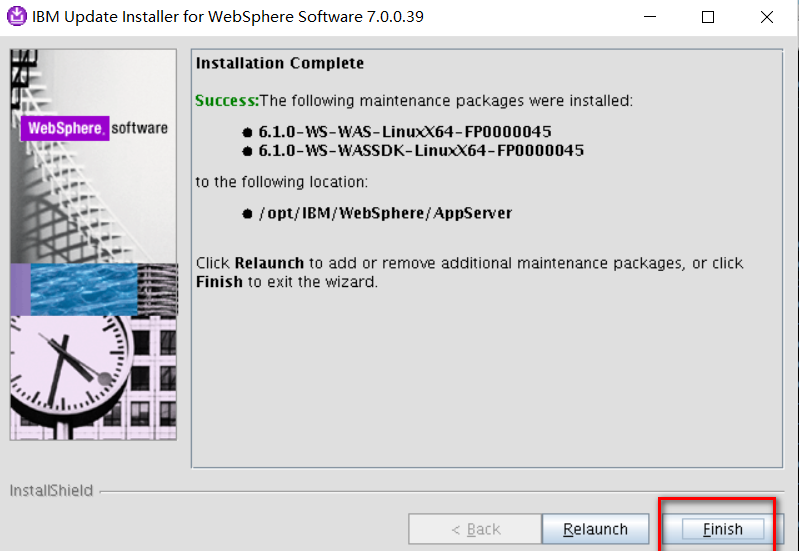 IBM Update Installer for WebSphere Software 7.0.0.39
WebSphere. software
Installation Complete
Success:The following maintenance packages were installed:
● 6.1.0-WS-WAS-LinuxX64-FP0000045
● 6.1.0-WS-WASSDK-LinuxX64-FP0000045
to the following location:
● /opt/IBM/WebSphere/AppServer
Click Relaunch to add or remove additional maintenance packages, or click
Finish to exit the wizard.
InstallShield
< Back
Relaunch
Finish